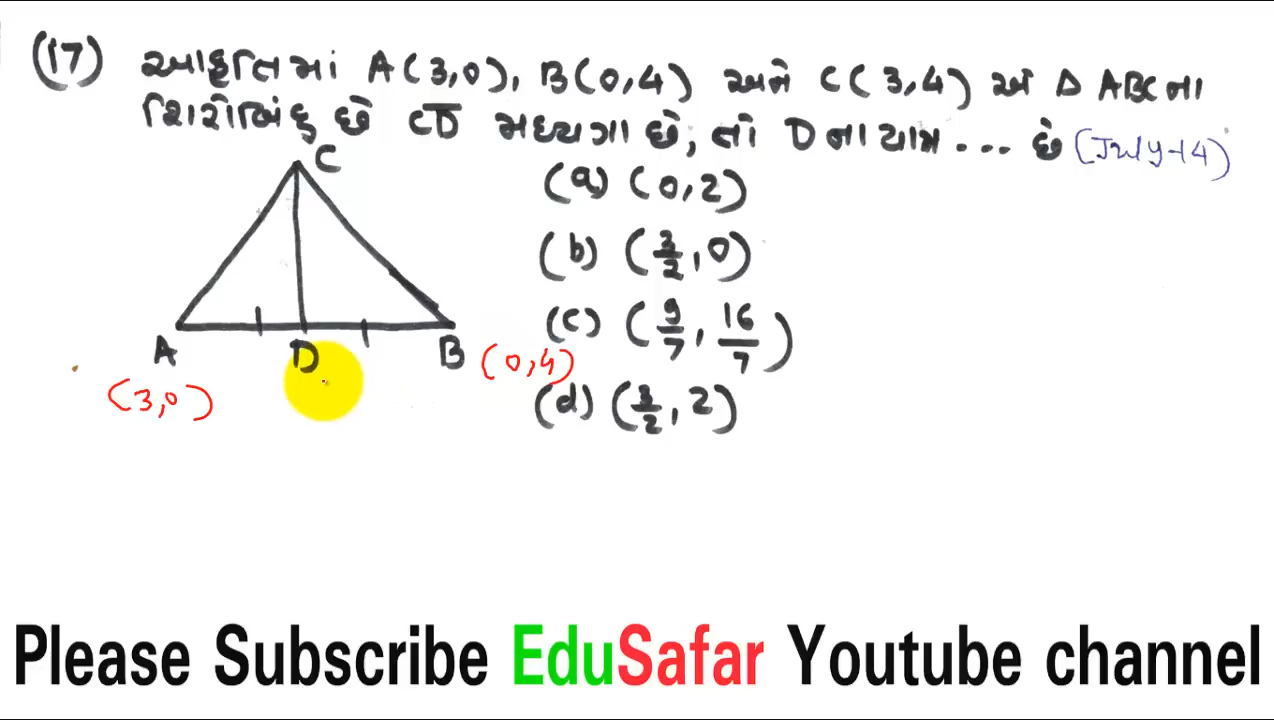 (17) આકૃતિમાં A(3,0), B(0,4) અને C(3,4) એ Δ ABCના
શિરોબિંદુ છે C̅D̅ મધ્યગા છે, તો Dના યામ .... છે (July-14)
C
(a) (0,2)
(b) (3/2, 0)
(c) (9/7, 16/7)
A D B (0,4)
(3,0)
(d) (3/2, 2)
Please Subscribe EduSafar Youtube channel